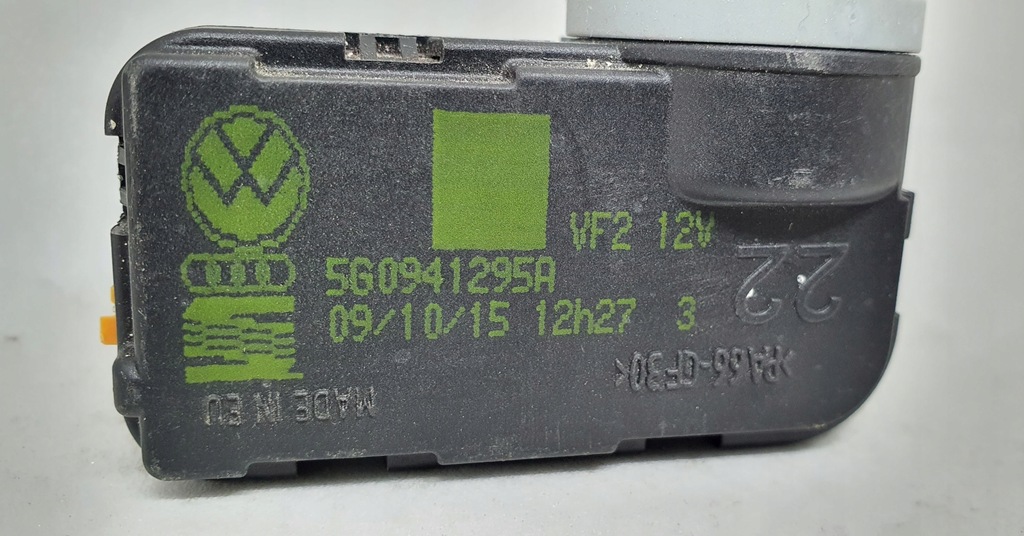 VF2 12V
5G0941295A
09/10/15 12h27 3
22
>PA66-GF30<
MADE IN EU